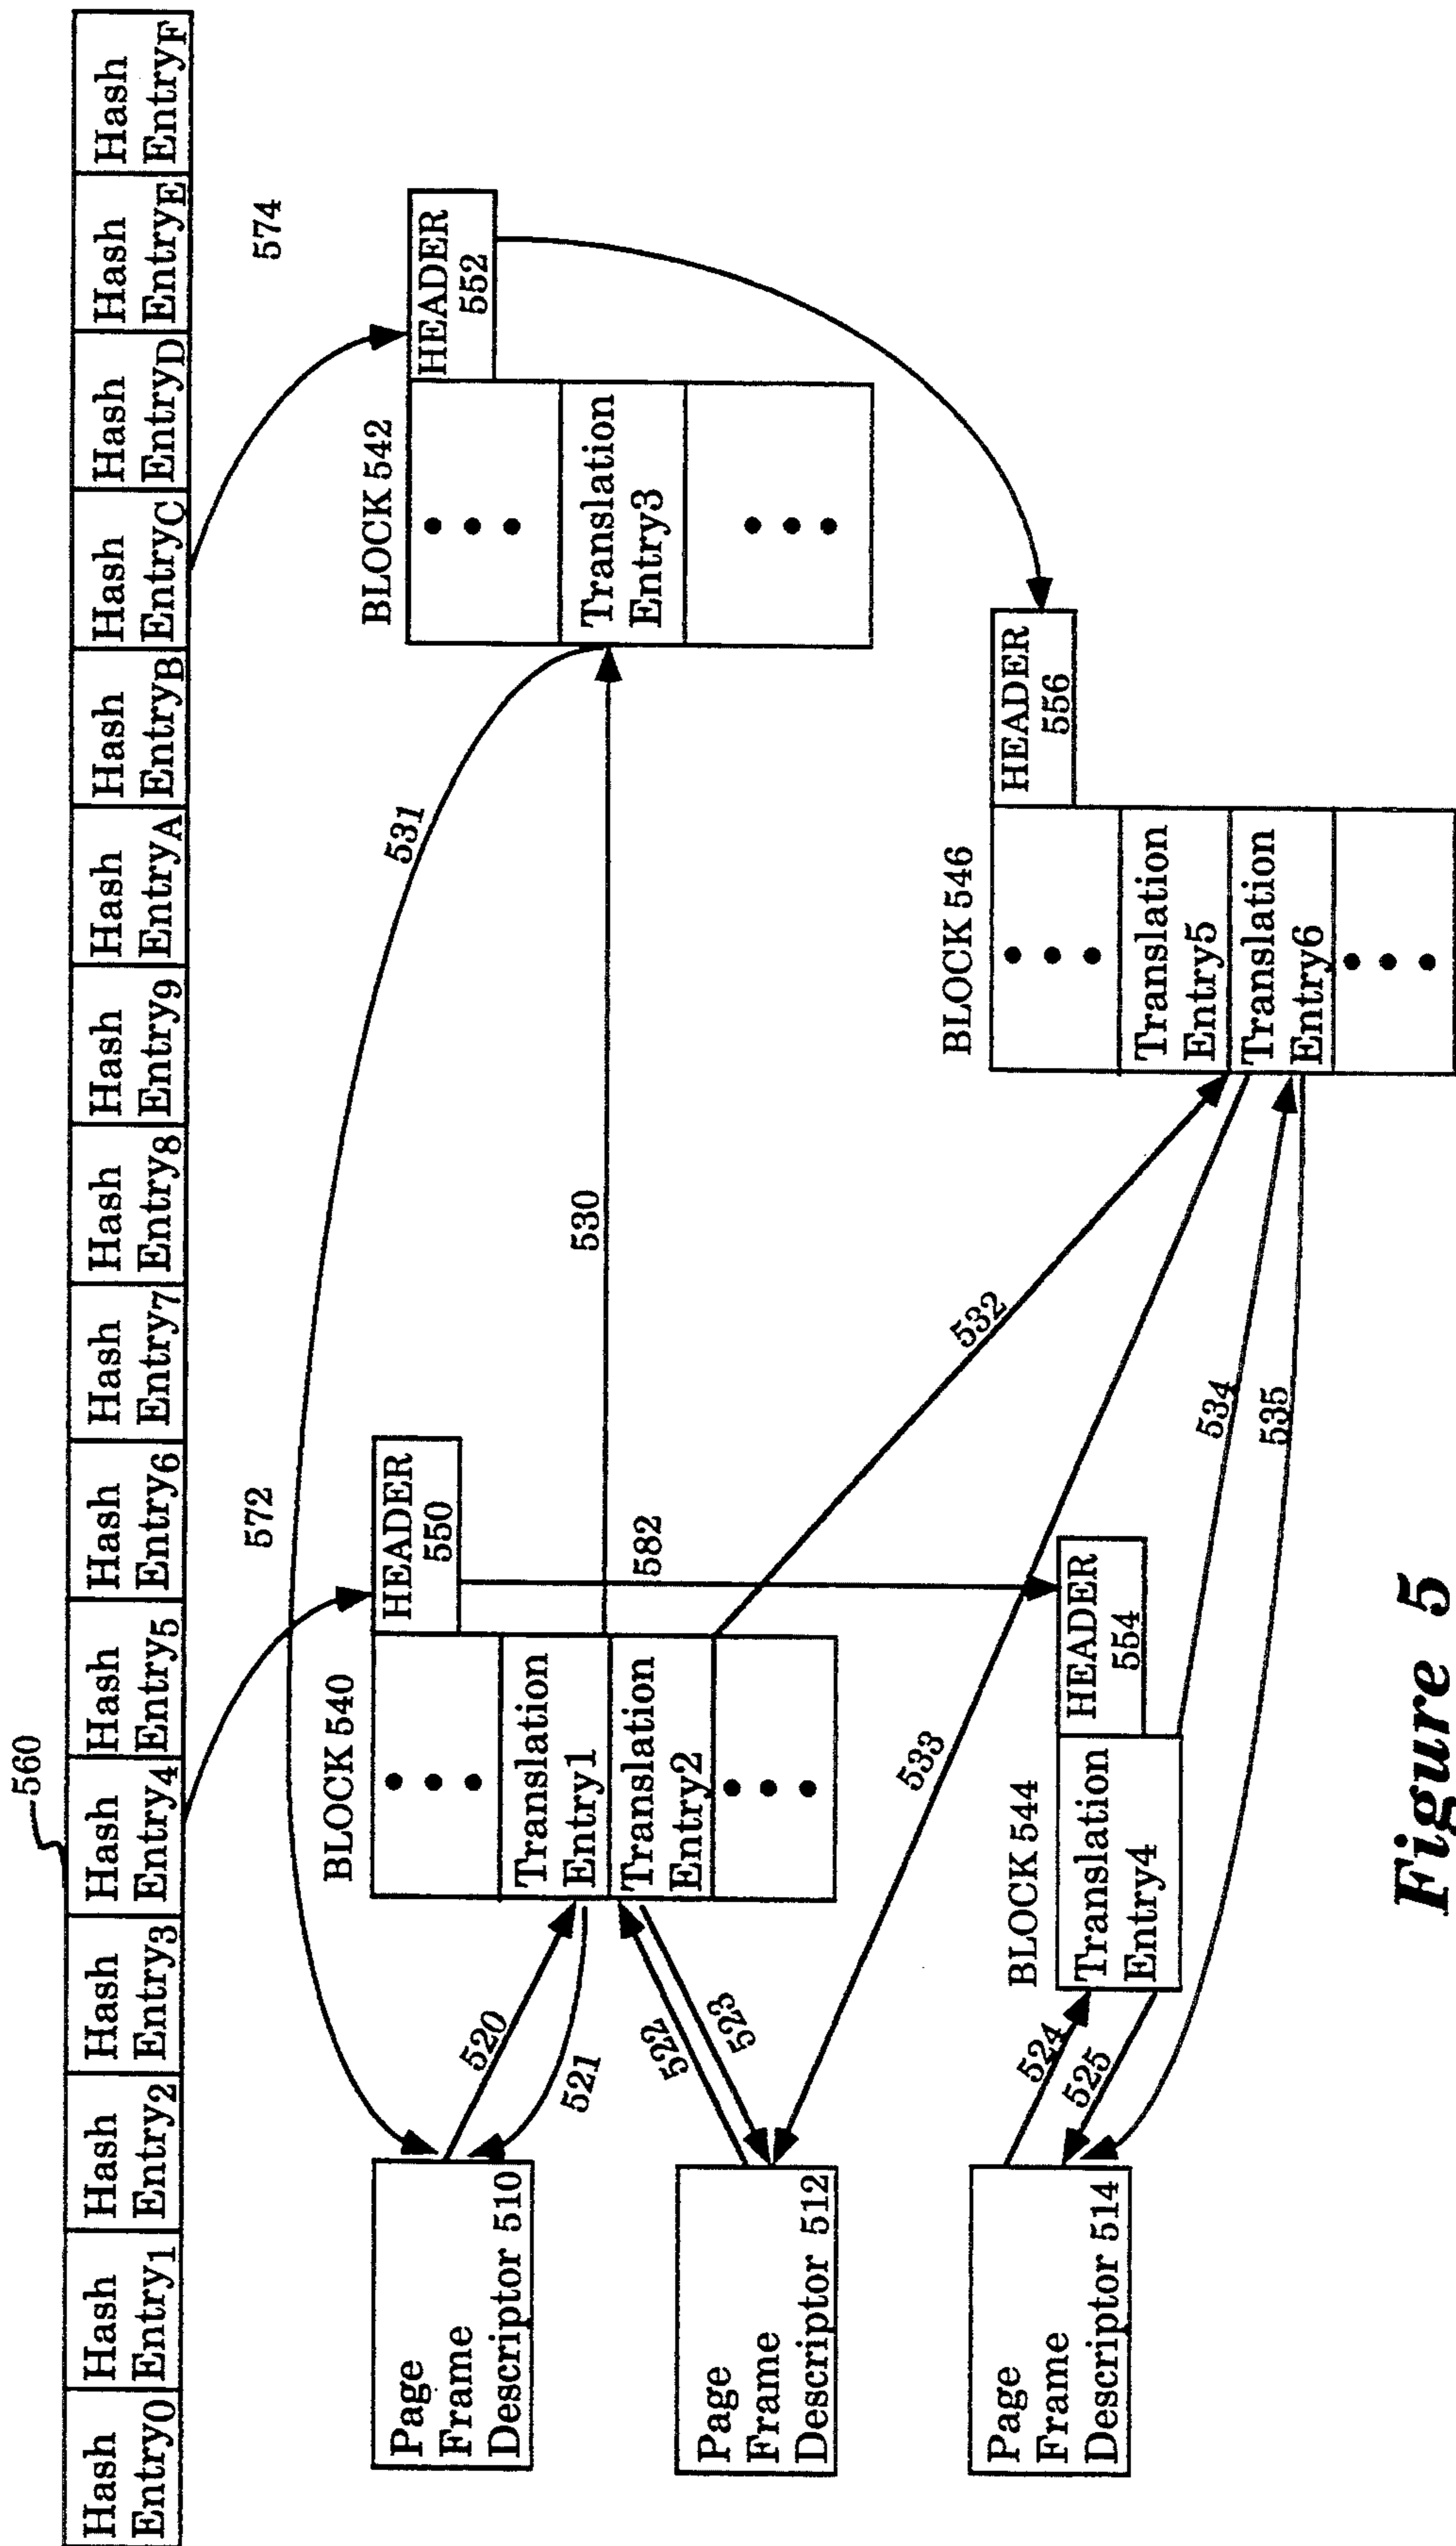 560
Hash
Entry0
Hash
Entry1
Hash
Entry2
Hash
Entry3
Hash
Entry4
Hash
Entry5
Hash
Entry6
Hash
Entry7
Hash
Entry8
Hash
Entry9
Hash
EntryA
Hash
EntryB
Hash
EntryC
Hash
EntryD
Hash
EntryE
Hash
EntryF
572
574
531
BLOCK 540
HEADER
550
Translation
Entry1
Translation
Entry2
BLOCK 542
HEADER
552
Translation
Entry3
Page
Frame
Descriptor 510
520
521
530
582
Page
Frame
Descriptor 512
522
523
532
533
BLOCK 546
HEADER
556
Translation
Entry5
Translation
Entry6
Page
Frame
Descriptor 514
524
525
BLOCK 544
HEADER
554
Translation
Entry4
534
535
Figure 5